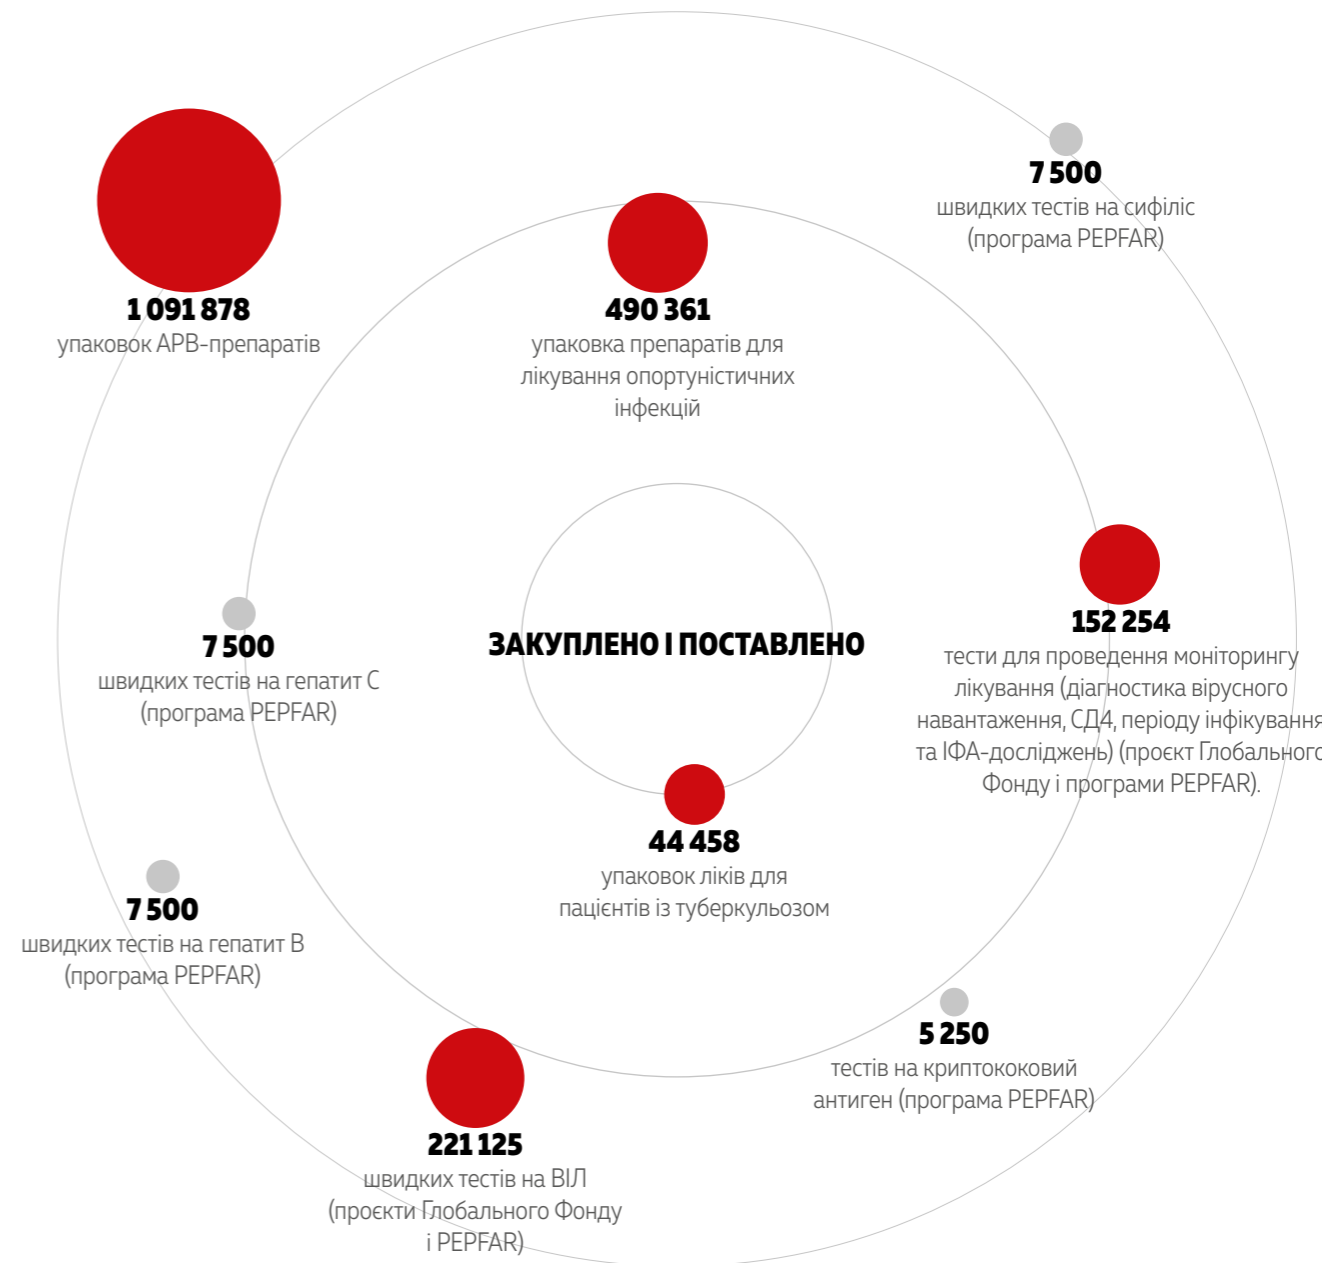 7 500
швидких тестів на сифіліс
(програма PEPFAR)
1 091 878
упаковок АРВ-препаратів
490 361
упаковка препаратів для
лікування опортуністичних
інфекцій
152 254
тести для проведення моніторингу
лікування (діагностика вірусного
навантаження, СД4, періоду інфікування
та ІФА-досліджень) (проєкт Глобального
Фонду і програми PEPFAR).
7 500
швидких тестів на гепатит С
(програма PEPFAR)
ЗАКУПЛЕНО І ПОСТАВЛЕНО
44 458
упаковок ліків для
пацієнтів із туберкульозом
7 500
швидких тестів на гепатит В
(програма PEPFAR)
5 250
тестів на криптококовий
антиген (програма PEPFAR)
221 125
швидких тестів на ВІЛ
(проєкти Глобального Фонду
і PEPFAR)